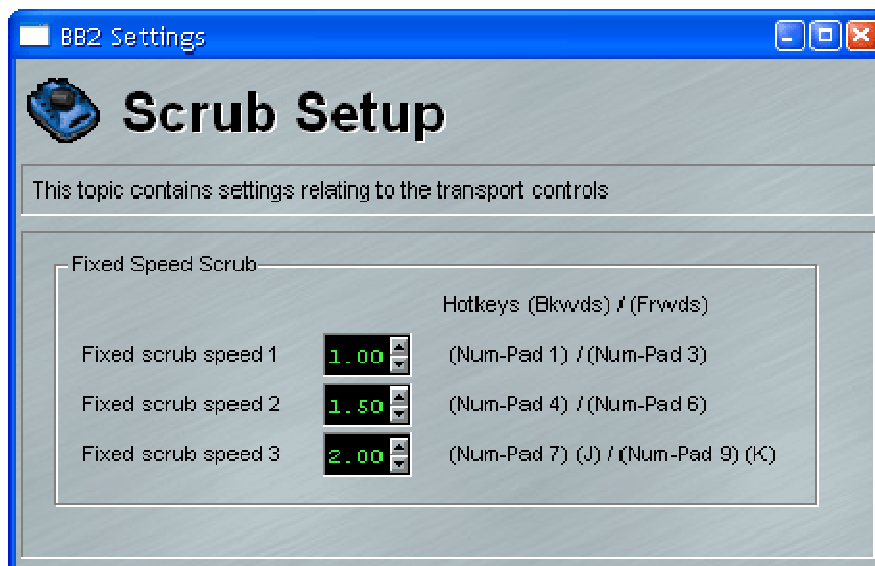 BB2 Settings
Scrub Setup
This topic contains settings relating to the transport controls
Fixed Speed Scrub
Hotkeys (Bkwds) / (Frwds)
Fixed scrub speed 1 1.00 (Num-Pad 1) / (Num-Pad 3)
Fixed scrub speed 2 1.50 (Num-Pad 4) / (Num-Pad 6)
Fixed scrub speed 3 2.00 (Num-Pad 7) (J) / (Num-Pad 9) (K)